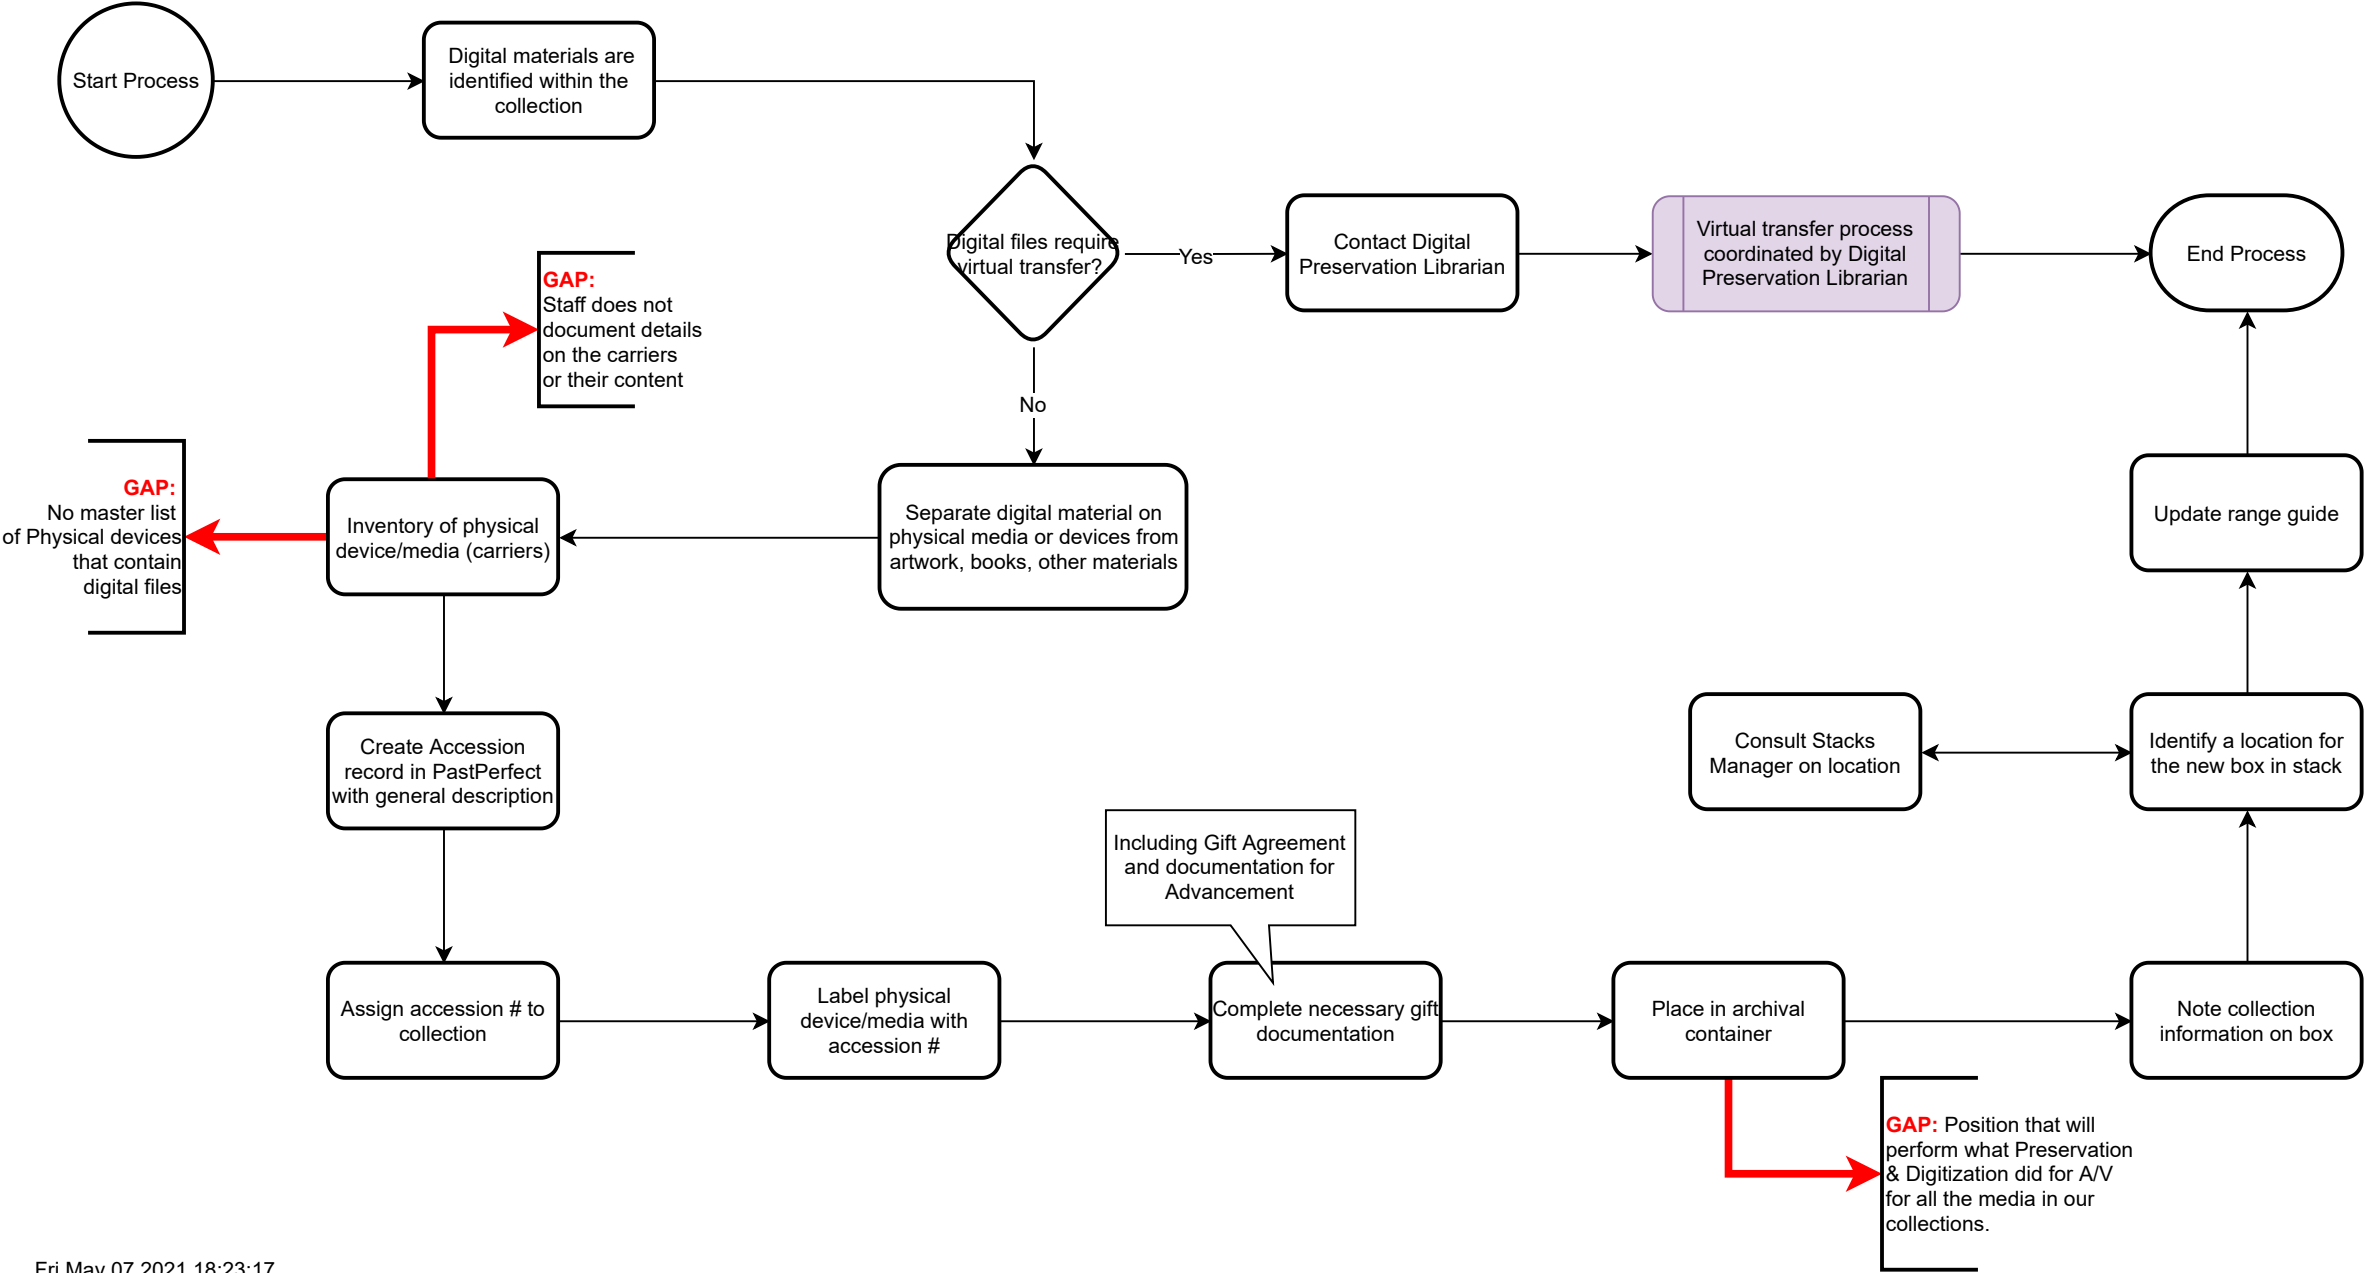 Start Process
Digital materials are
identified within the
collection
Digital files require
virtual transfer?
Yes
Contact Digital
Preservation Librarian
Virtual transfer process
coordinated by Digital
Preservation Librarian
End Process
GAP:
Staff does not
document details
on the carriers
or their content
No
GAP:
No master list
of Physical devices
that contain
digital files
Inventory of physical
device/media (carriers)
Separate digital material on
physical media or devices from
artwork, books, other materials
Update range guide
Create Accession
record in PastPerfect
with general description
Consult Stacks
Manager on location
Identify a location for
the new box in stack
Including Gift Agreement
and documentation for
Advancement
Assign accession # to
collection
Label physical
device/media with
accession #
Complete necessary gift
documentation
Place in archival
container
Note collection
information on box
GAP: Position that will
perform what Preservation
& Digitization did for A/V
for all the media in our
collections.
Fri May 07 2021 18:23:17